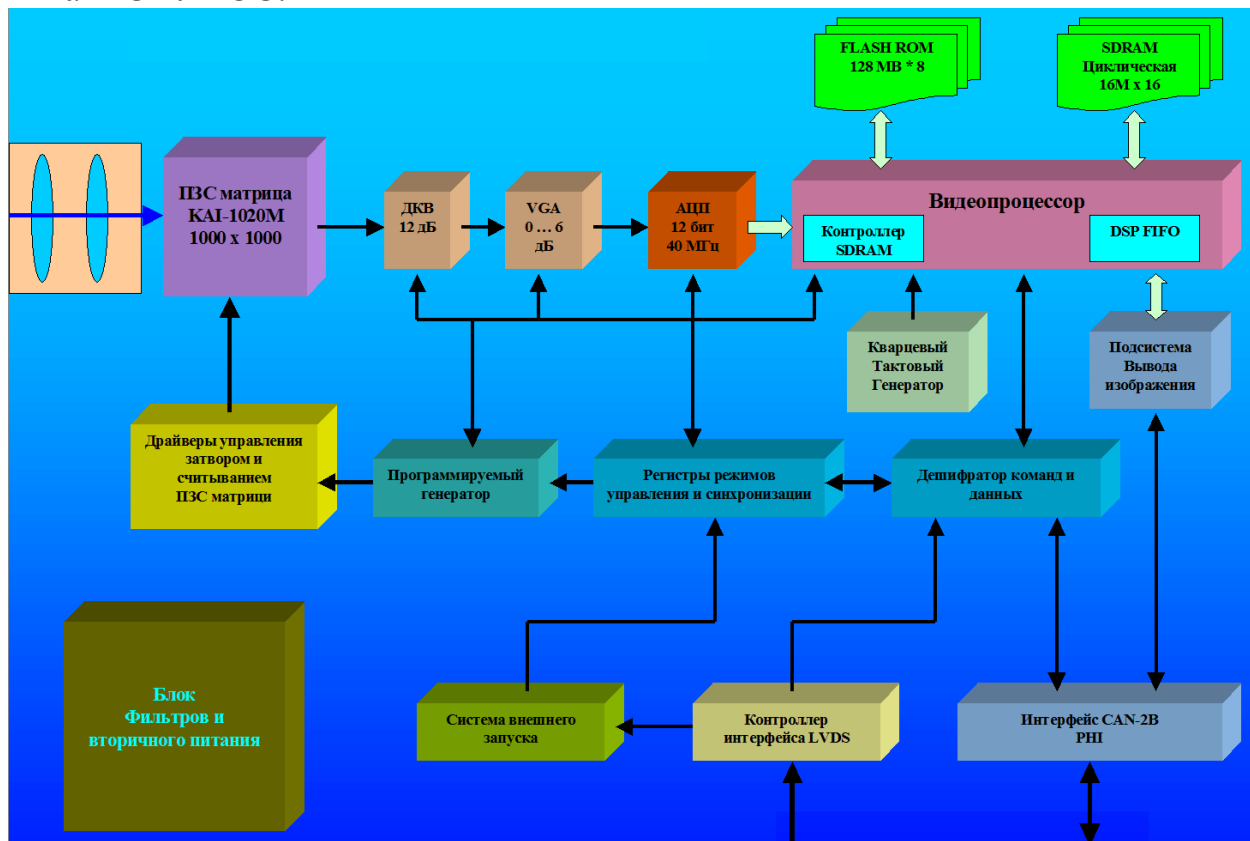 FLASH ROM
128 MB * 8
SDRAM
Циклическая
16M x 16
ПЗС матрица
KAI-1020M
1000 x 1000
ДКВ
12 дБ
VGA
0 … 6
дБ
АЦП
12 бит
40 МГц
Видеопроцессор
Контроллер
SDRAM
DSP FIFO
Кварцевый
Тактовый
Генератор
Подсистема
Вывода
изображения
Драйверы управления
затвором и
считыванием
ПЗС матрици
Программируемый
генератор
Регистры режимов
управления и синхронизации
Дешифратор команд и
данных
Блок
Фильтров и
вторичного питания
Система внешнего
запуска
Контроллер
интерфейса LVDS
Интерфейс CAN-2B
PHI